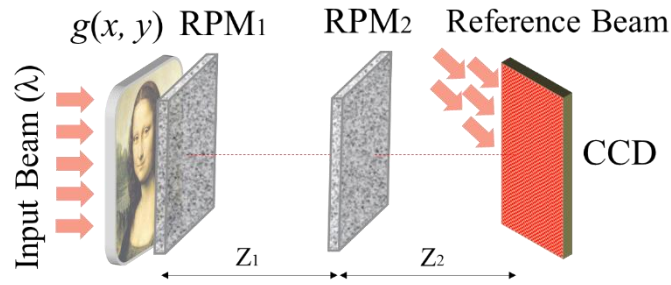 g(x, y) RPM1 RPM2 Reference Beam
Input Beam (λ)
CCD
Z1 Z2